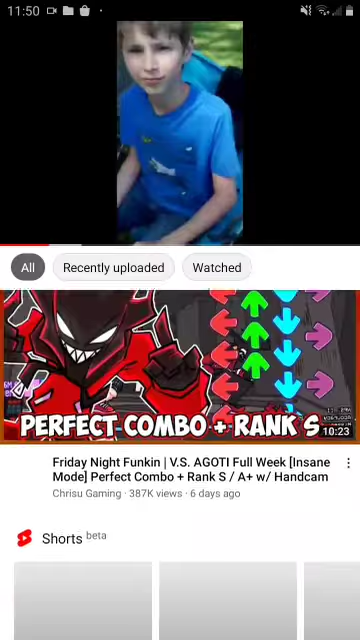 11:50
All
Recently uploaded
Watched
PERFECT COMBO + RANK S
10:23
Friday Night Funkin | V.S. AGOTI Full Week [Insane
Mode] Perfect Combo + Rank S / A+ w/ Handcam
Chrisu Gaming · 387K views · 6 days ago
Shorts beta